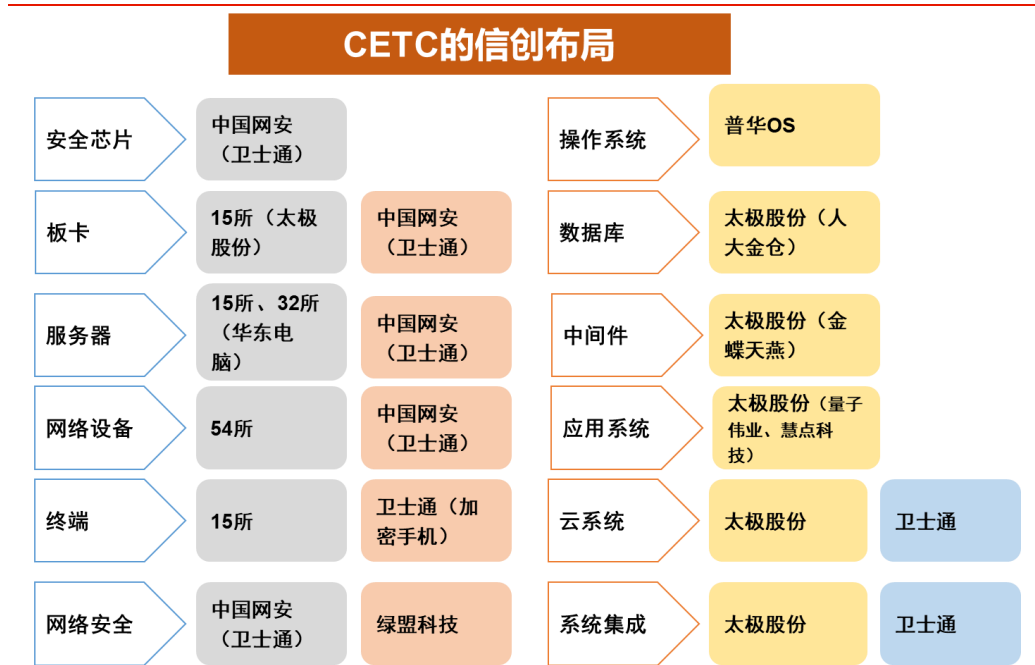 CETC的信创布局
安全芯片
中国网安
（卫士通）
板卡
15所（太极
股份）
中国网安
（卫士通）
服务器
15所、32所
（华东电
脑）
中国网安
（卫士通）
网络设备
54所
中国网安
（卫士通）
终端
15所
卫士通（加
密手机）
网络安全
中国网安
（卫士通）
绿盟科技
操作系统
普华OS
数据库
太极股份（人
大金仓）
中间件
太极股份（金
蝶天燕）
应用系统
太极股份（量子
伟业、慧点科
技）
云系统
太极股份
卫士通
系统集成
太极股份
卫士通